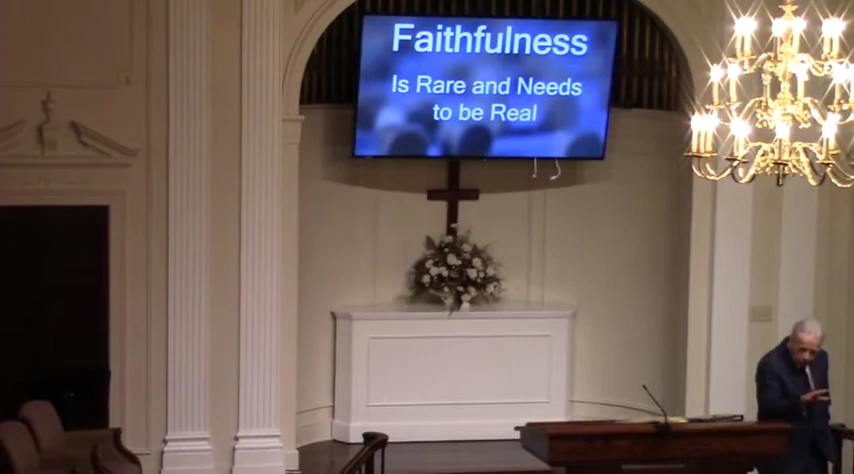 Faithfulness
Is Rare and Needs
to be Real